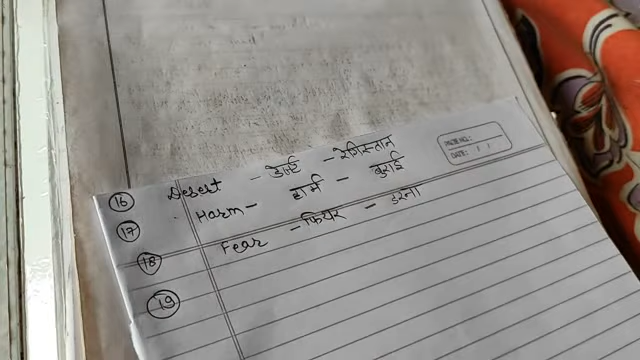 16 Desert - डेजर्ट - रेगिस्तान
17 Harm - हार्म - बुराई
18 Fear - फियर - डरना
19
PAGE NO.:
DATE: / /